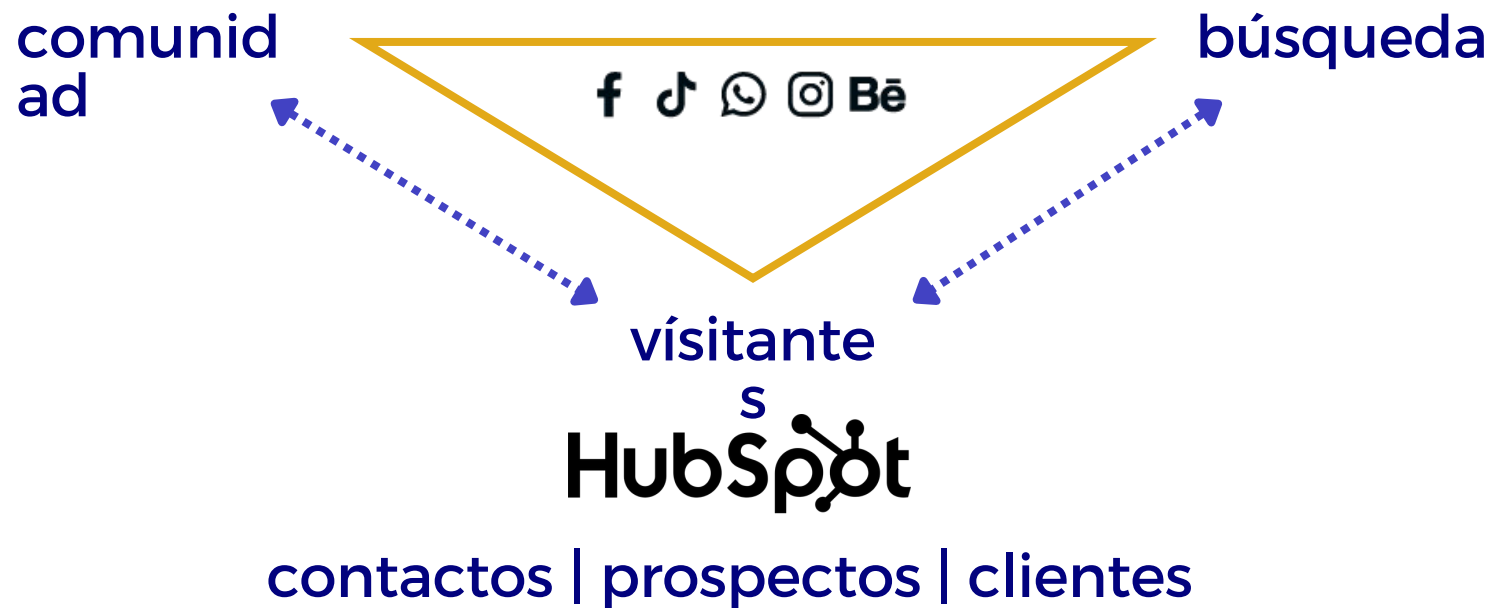 comunid
ad
búsqueda
f
Bē
vísitante
s
HubSpot
contactos | prospectos | clientes